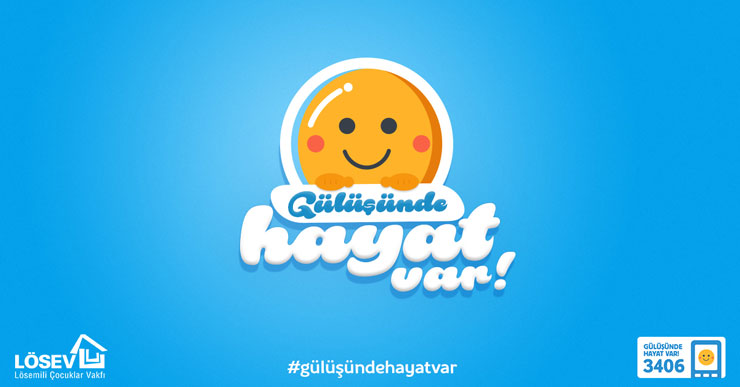 Gülüşünde
hayat
var!
LÖSEV
Lösemili Çocuklar Vakfı
#gülüşündehayatvar
GÜLÜŞÜNDE
HAYAT VAR!
3406